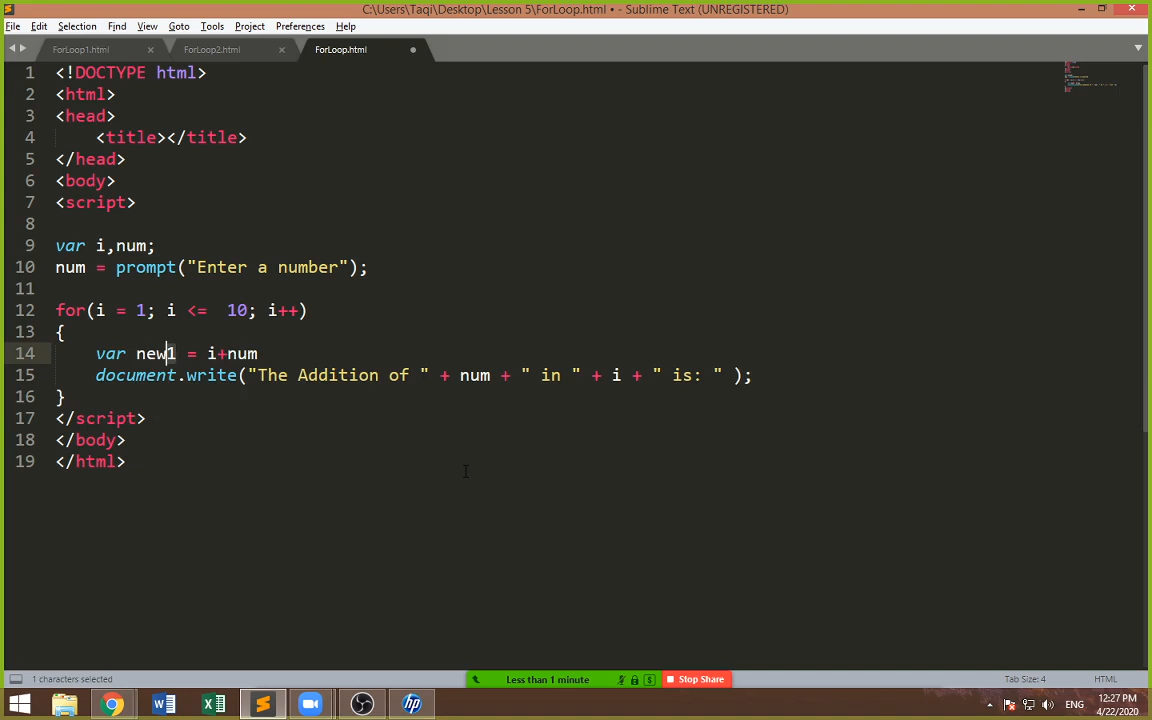 C:\Users\Taqi\Desktop\Lesson 5\ForLoop.html • - Sublime Text (UNREGISTERED)
File Edit Selection Find View Goto Tools Project Preferences Help
ForLoop1.html ForLoop2.html ForLoop.html
1 <!DOCTYPE html>
2 <html>
3 <head>
4 <title></title>
5 </head>
6 <body>
7 <script>
8
9 var i,num;
10 num = prompt("Enter a number");
11
12 for(i = 1; i <= 10; i++)
13 {
14 var new1 = i+num
15 document.write("The Addition of " + num + " in " + i + " is: " );
16 }
17 </script>
18 </body>
19 </html>
1 characters selected
Less than 1 minute
Stop Share
Tab Size: 4
HTML
ENG
12:27 PM
4/22/2020